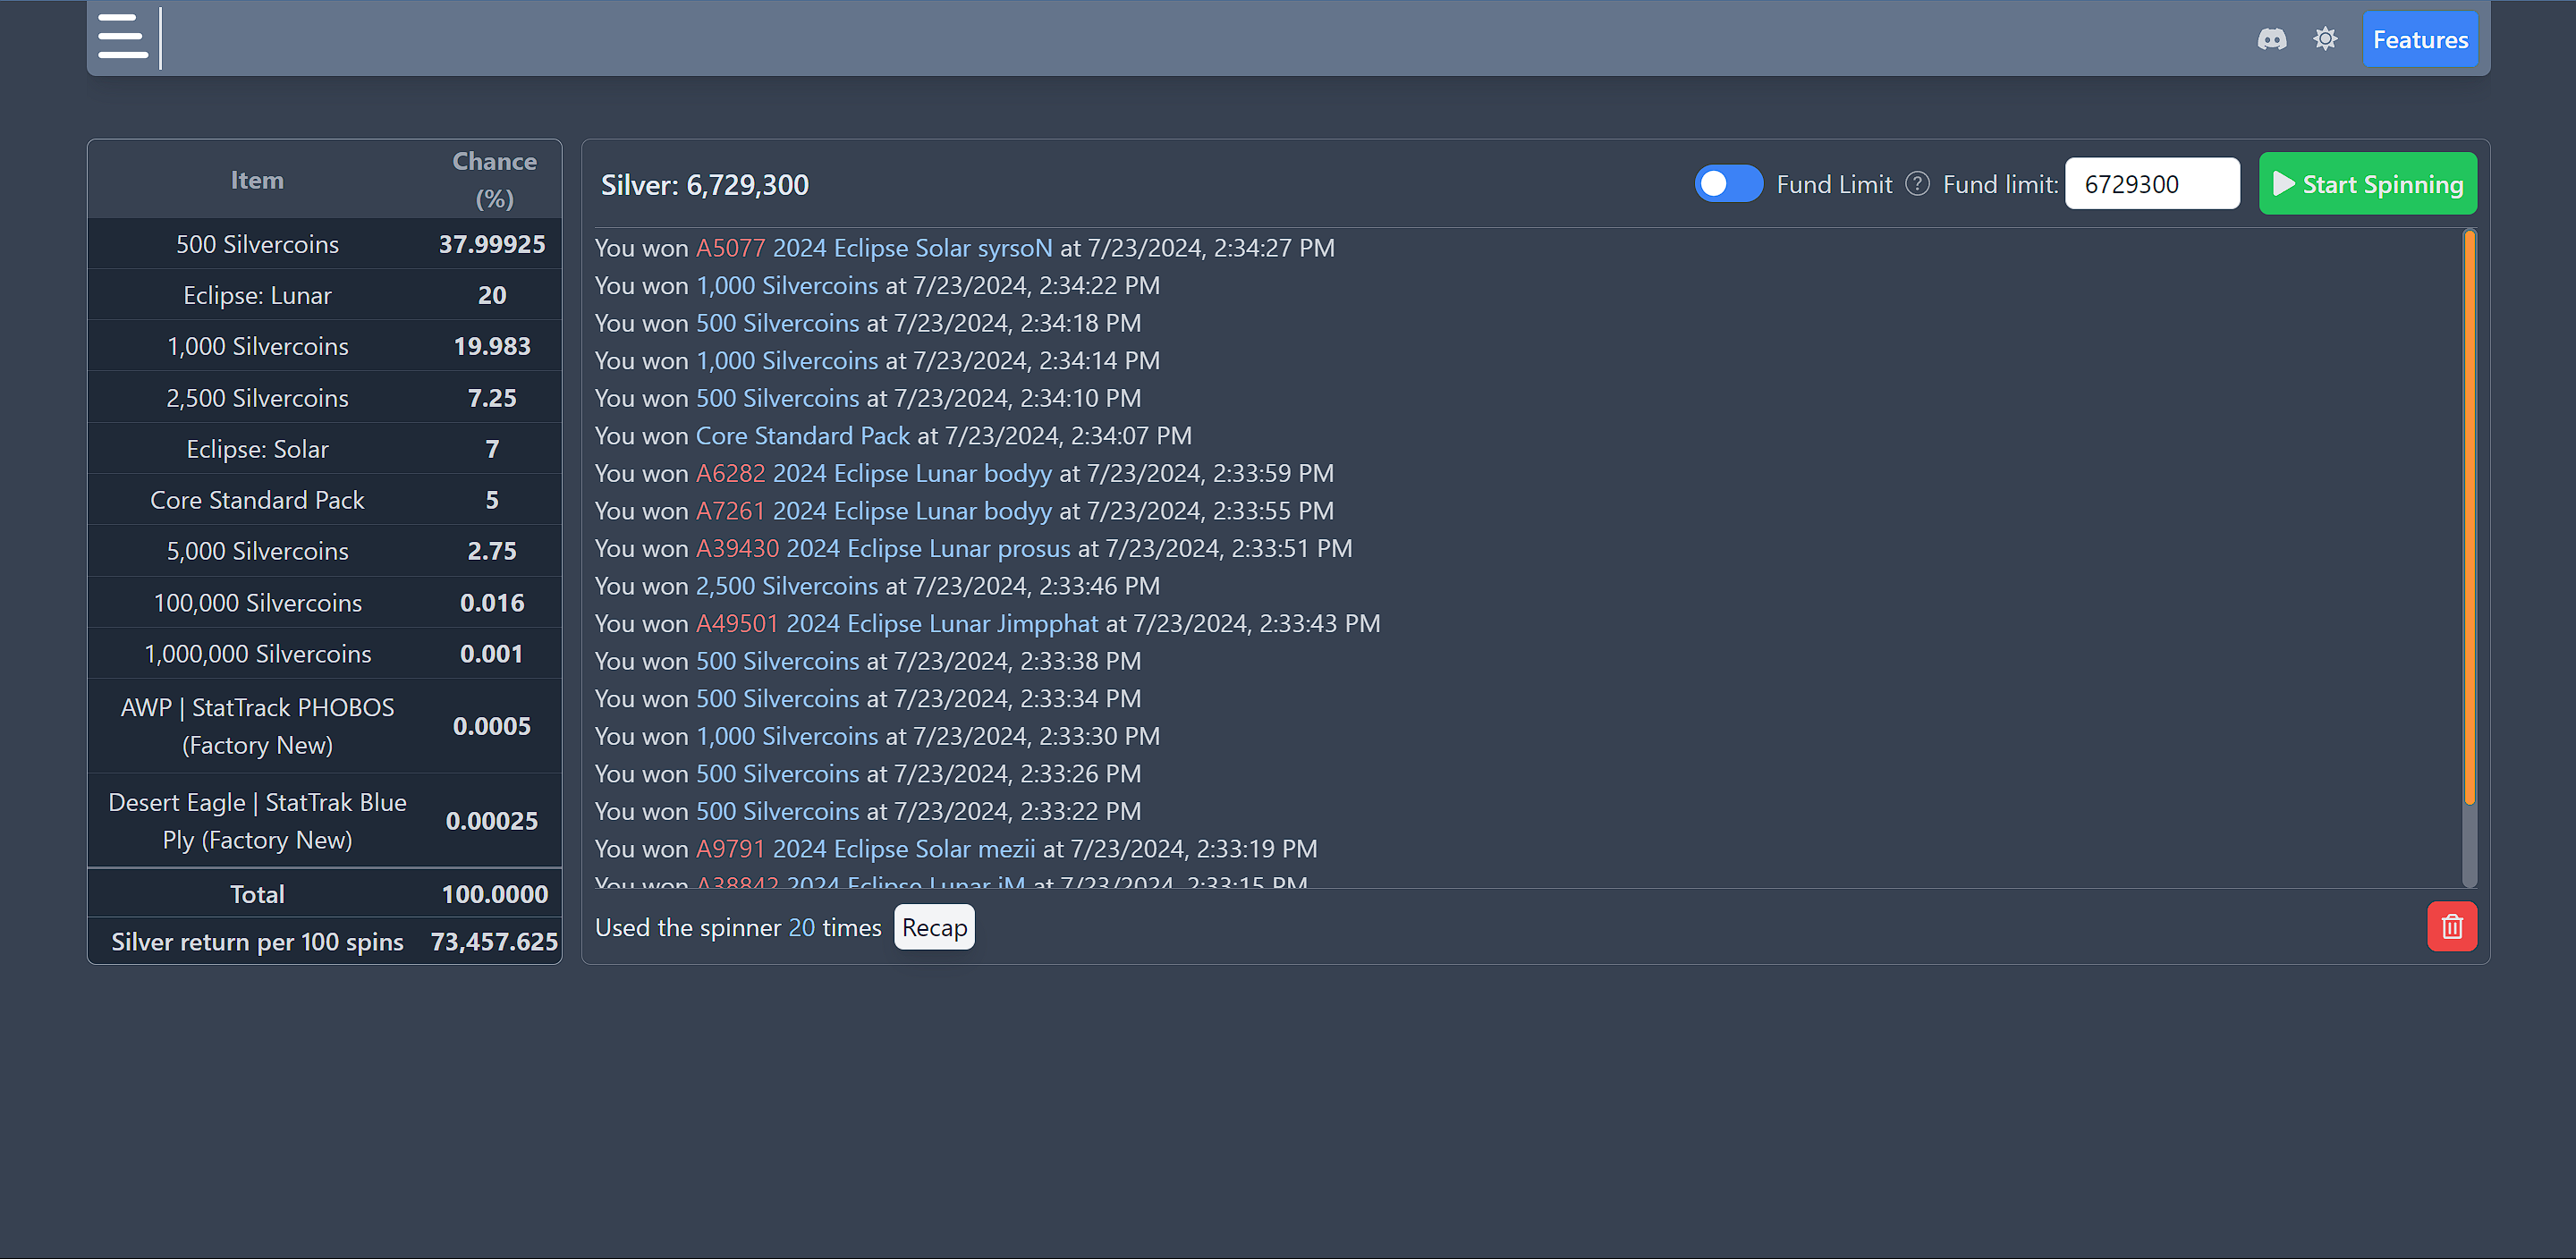 Features
Item Chance
(%)
500 Silvercoins 37.99925
Eclipse: Lunar 20
1,000 Silvercoins 19.983
2,500 Silvercoins 7.25
Eclipse: Solar 7
Core Standard Pack 5
5,000 Silvercoins 2.75
100,000 Silvercoins 0.016
1,000,000 Silvercoins 0.001
AWP | StatTrack PHOBOS
(Factory New) 0.0005
Desert Eagle | StatTrak Blue
Ply (Factory New) 0.00025
Total 100.0000
Silver return per 100 spins 73,457.625
Silver: 6,729,300 Fund Limit ? Fund limit: 6729300 Start Spinning
You won A5077 2024 Eclipse Solar syrsoN at 7/23/2024, 2:34:27 PM
You won 1,000 Silvercoins at 7/23/2024, 2:34:22 PM
You won 500 Silvercoins at 7/23/2024, 2:34:18 PM
You won 1,000 Silvercoins at 7/23/2024, 2:34:14 PM
You won 500 Silvercoins at 7/23/2024, 2:34:10 PM
You won Core Standard Pack at 7/23/2024, 2:34:07 PM
You won A6282 2024 Eclipse Lunar bodyy at 7/23/2024, 2:33:59 PM
You won A7261 2024 Eclipse Lunar bodyy at 7/23/2024, 2:33:55 PM
You won A39430 2024 Eclipse Lunar prosus at 7/23/2024, 2:33:51 PM
You won 2,500 Silvercoins at 7/23/2024, 2:33:46 PM
You won A49501 2024 Eclipse Lunar Jimpphat at 7/23/2024, 2:33:43 PM
You won 500 Silvercoins at 7/23/2024, 2:33:38 PM
You won 500 Silvercoins at 7/23/2024, 2:33:34 PM
You won 1,000 Silvercoins at 7/23/2024, 2:33:30 PM
You won 500 Silvercoins at 7/23/2024, 2:33:26 PM
You won 500 Silvercoins at 7/23/2024, 2:33:22 PM
You won A9791 2024 Eclipse Solar mezii at 7/23/2024, 2:33:19 PM
You won A38842 2024 Eclipse Lunar iM at 7/23/2024, 2:33:15 PM
Used the spinner 20 times Recap